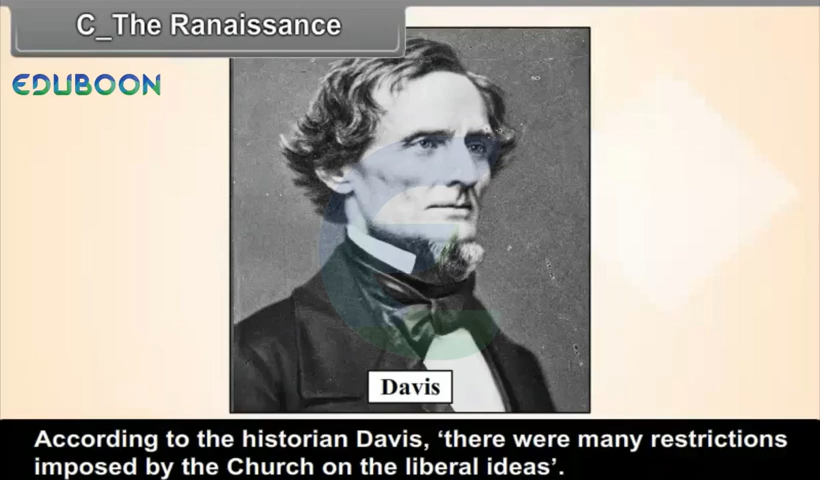 C_The Ranaissance
EDUBOON
Davis
According to the historian Davis, ‘there were many restrictions
imposed by the Church on the liberal ideas’.